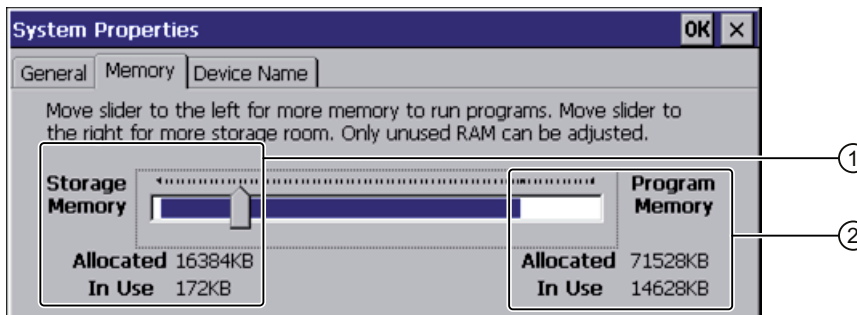 System Properties OK ×
General Memory Device Name
Move slider to the left for more memory to run programs. Move slider to
the right for more storage room. Only unused RAM can be adjusted.
1
Storage Program
Memory Memory
2
Allocated 16384KB Allocated 71528KB
In Use 172KB In Use 14628KB